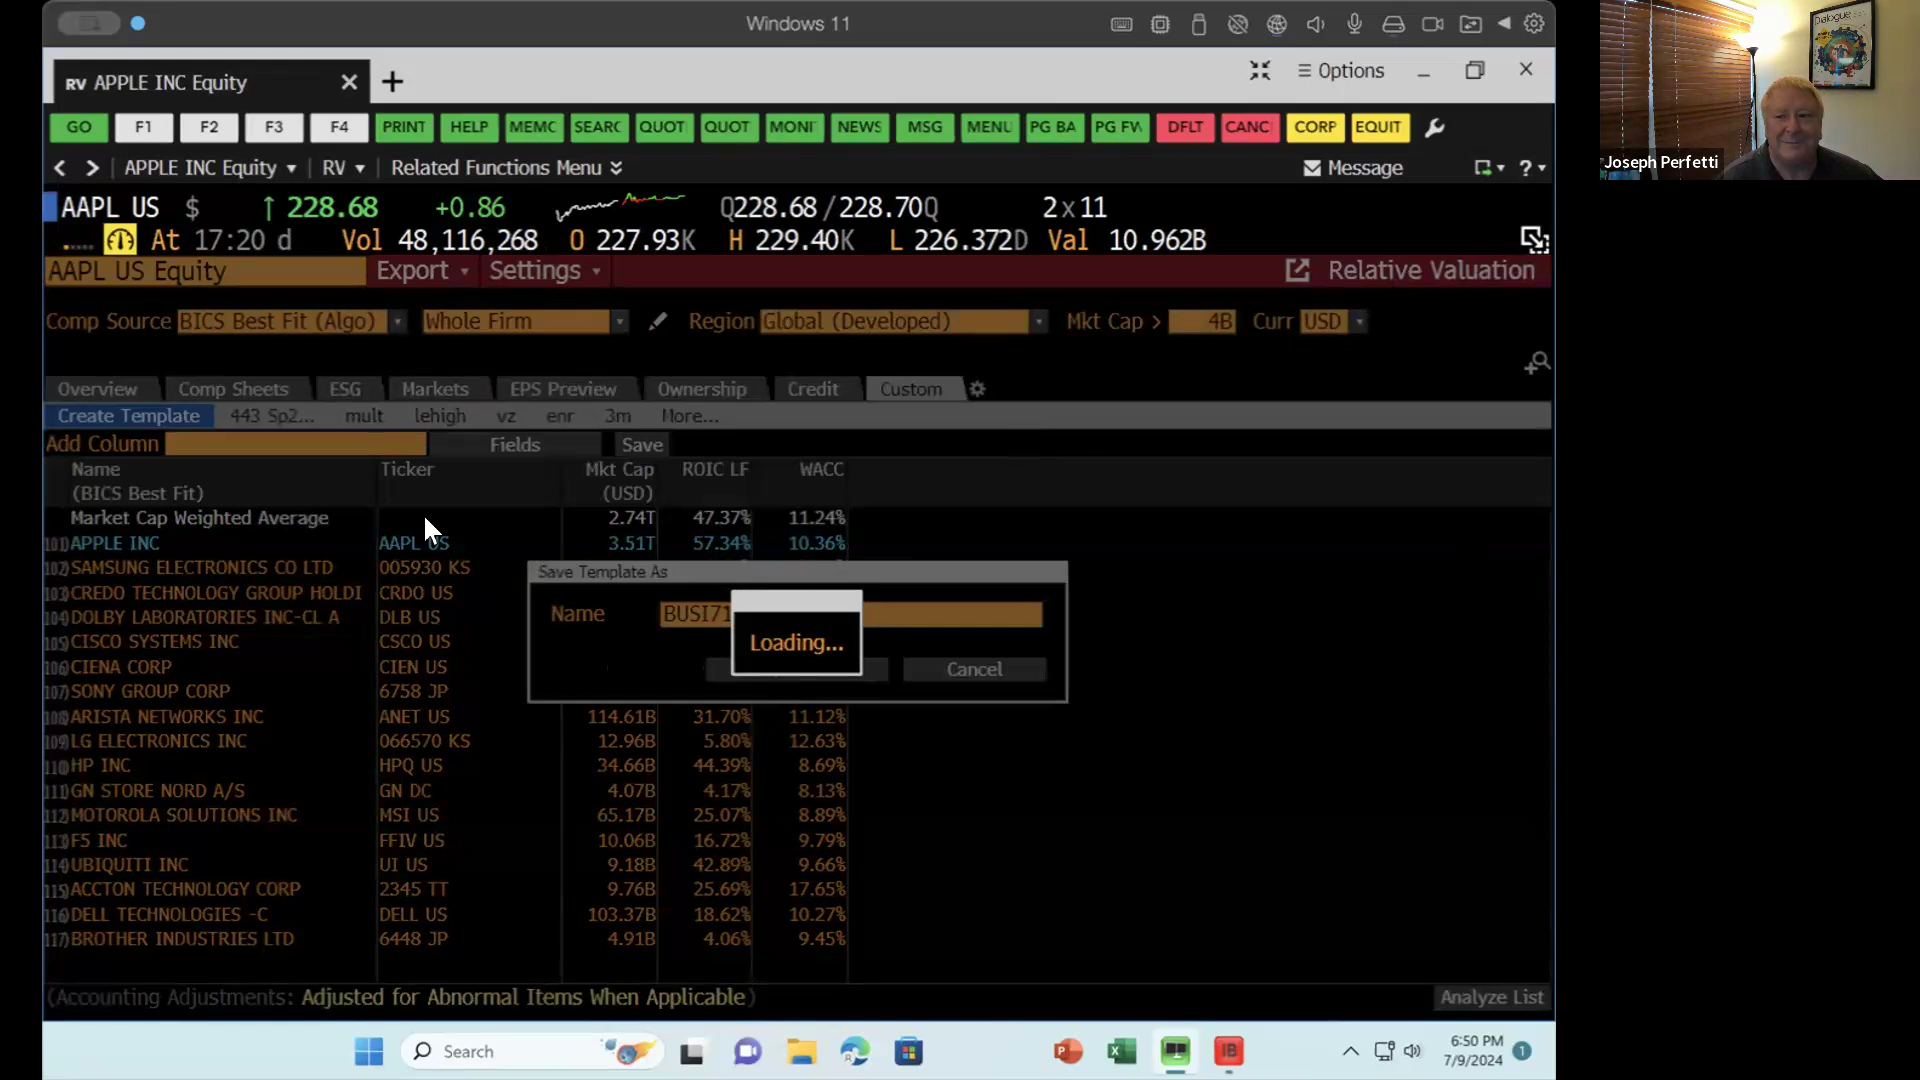 Windows 11
RV APPLE INC Equity
Options
GO F1 F2 F3 F4 PRINT HELP MEMC SEARC QUOT QUOT MONI NEWS MSG MENU PG BA PG FV DFLT CANC CORP EQUIT
APPLE INC Equity RV Related Functions Menu Message ?
AAPL US $ ↑ 228.68 +0.86 Q228.68/228.70Q 2x11
At 17:20 d Vol 48,116,268 O 227.93K H 229.40K L 226.372D Val 10.962B
AAPL US Equity Export Settings Relative Valuation
Comp Source BICS Best Fit (Algo) Whole Firm Region Global (Developed) Mkt Cap > 4B Curr USD
Overview Comp Sheets ESG Markets EPS Preview Ownership Credit Custom
Create Template 443 Sp2... mult lehigh vz enr 3m More...
Add Column Fields Save
Name Ticker Mkt Cap ROIC LF WACC
(BICS Best Fit) (USD)
Market Cap Weighted Average 2.74T 47.37% 11.24%
101) APPLE INC AAPL US 3.51T 57.34% 10.36%
102) SAMSUNG ELECTRONICS CO LTD 005930 KS
103) CREDO TECHNOLOGY GROUP HOLDI CRDO US
104) DOLBY LABORATORIES INC-CL A DLB US
105) CISCO SYSTEMS INC CSCO US
106) CIENA CORP CIEN US
107) SONY GROUP CORP 6758 JP
108) ARISTA NETWORKS INC ANET US 114.61B 31.70% 11.12%
109) LG ELECTRONICS INC 066570 KS 12.96B 5.80% 12.63%
110) HP INC HPQ US 34.66B 44.39% 8.69%
111) GN STORE NORD A/S GN DC 4.07B 4.17% 8.13%
112) MOTOROLA SOLUTIONS INC MSI US 65.17B 25.07% 8.89%
113) F5 INC FFIV US 10.06B 16.72% 9.79%
114) UBIQUITI INC UI US 9.18B 42.89% 9.66%
115) ACCTON TECHNOLOGY CORP 2345 TT 9.76B 25.69% 17.65%
116) DELL TECHNOLOGIES -C DELL US 103.37B 18.62% 10.27%
117) BROTHER INDUSTRIES LTD 6448 JP 4.91B 4.06% 9.45%
Save Template As
Name BUSI71
Loading...
Cancel
(Accounting Adjustments: Adjusted for Abnormal Items When Applicable)
Analyze List
Search
IB
6:50 PM
7/9/2024
1
dialogue
Joseph Perfetti